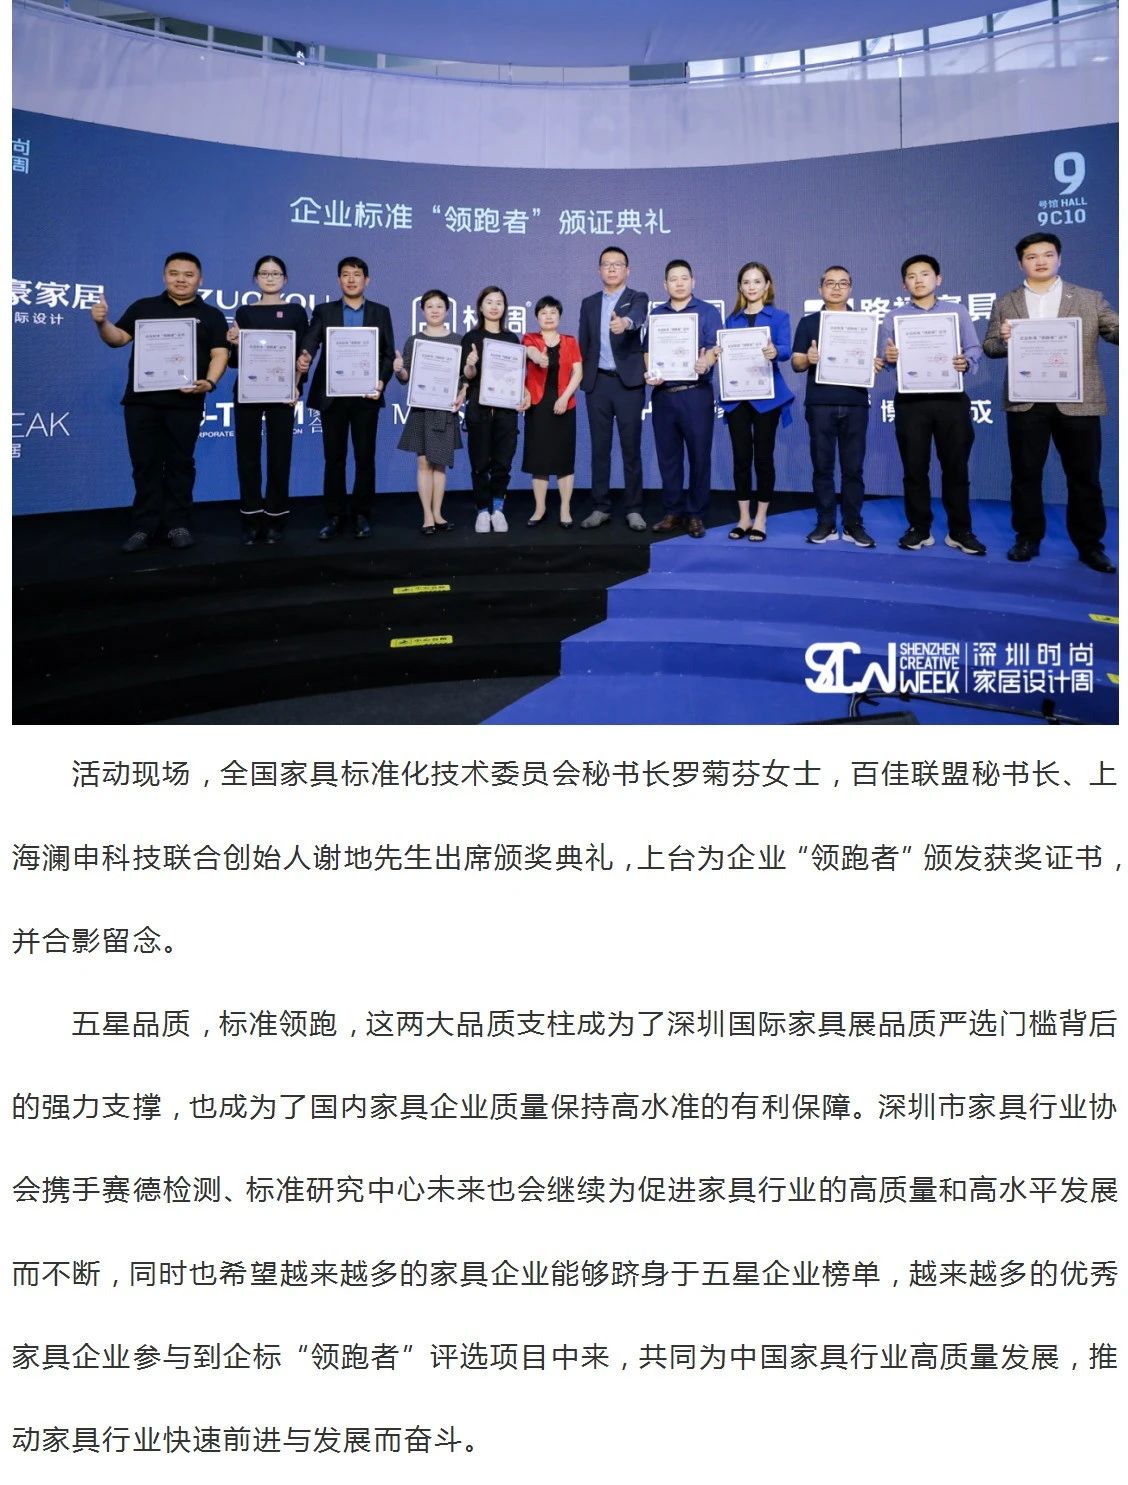 尚
周
企业标准“领跑者”颁证典礼
9
号馆 HALL
9C10
豪家居
际设计
EAK
居
SHENZHEN
CREATIVE
WEEK
深圳时尚
家居设计周
活动现场，全国家具标准化技术委员会秘书长罗菊芬女士，百佳联盟秘书长、上
海澜申科技联合创始人谢地先生出席颁奖典礼，上台为企业“领跑者”颁发获奖证书，
并合影留念。
五星品质，标准领跑，这两大品质支柱成为了深圳国际家具展品质严选门槛背后
的强力支撑，也成为了国内家具企业质量保持高水准的有利保障。深圳市家具行业协
会携手赛德检测、标准研究中心未来也会继续为促进家具行业的高质量和高水平发展
而不断，同时也希望越来越多的家具企业能够跻身于五星企业榜单，越来越多的优秀
家具企业参与到企标“领跑者”评选项目中来，共同为中国家具行业高质量发展，推
动家具行业快速前进与发展而奋斗。